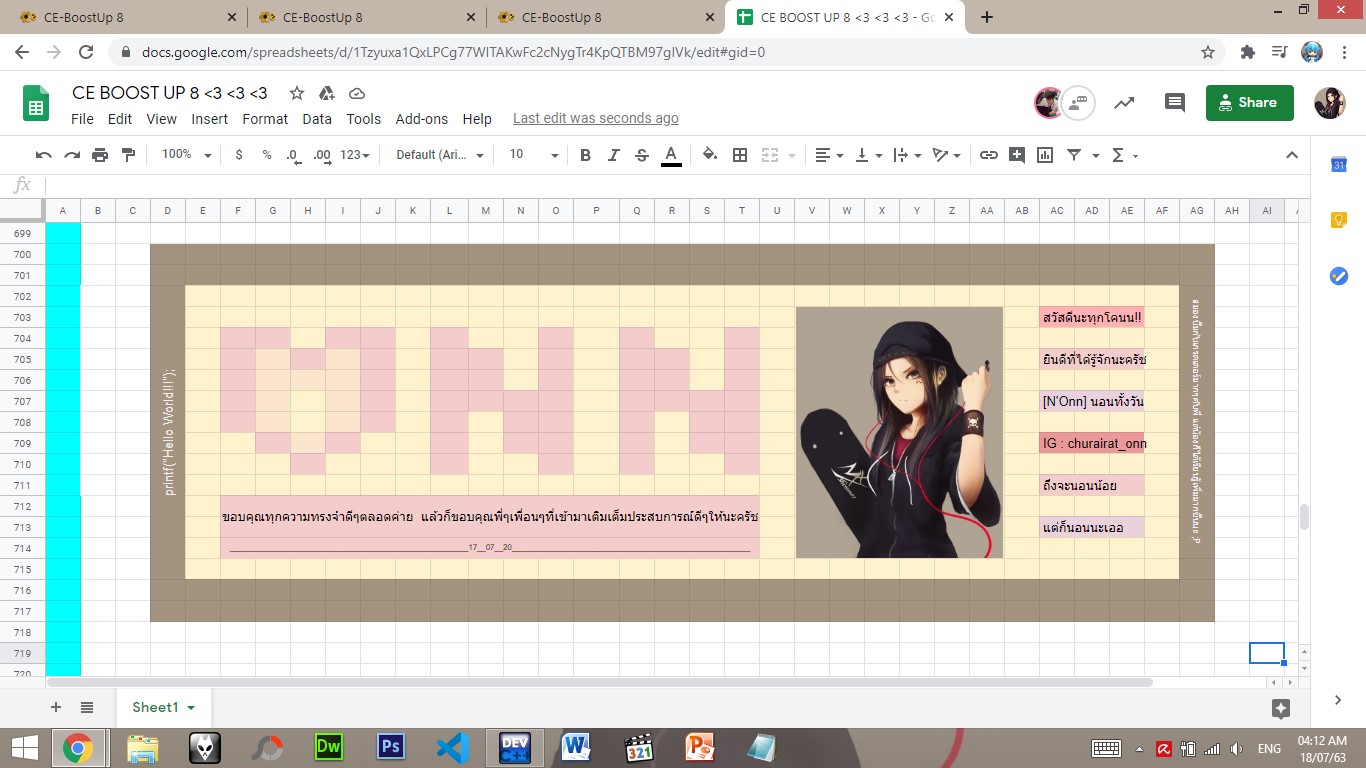 CE-BoostUp 8
CE-BoostUp 8
CE-BoostUp 8
CE BOOST UP 8 <3 <3 <3 - Go
docs.google.com/spreadsheets/d/1Tzyuxa1QxLPCg77WITAKwFc2cNygTr4KpQTBM97gIVk/edit#gid=0
CE BOOST UP 8 <3 <3 <3
File Edit View Insert Format Data Tools Add-ons Help Last edit was seconds ago
Share
100% $ % .0 .00 123 Default (Ari... 10 B I S A
fx
A B C D E F G H I J K L M N O P Q R S T U V W X Y Z AA AB AC AD AE AF AG AH AI
699
700
701
702
703
704
705
706
707
708
709
710
711
712
713
714
715
716
717
718
719
720
printf("Hello World!!!");
ONN
ขอบคุณทุกความทรงจำดีๆตลอดค่าย แล้วก็ขอบคุณพี่ๆเพื่อนๆที่เข้ามาเติมเต็มประสบการณ์ดีๆให้นะครัช
17__07__20
สวัสดีนะทุกโคนน!!
ยินดีที่ได้รู้จักนะครัช
[N'Onn] นอนทั้งวัน
IG : churairat_onn
ถึงจะนอนน้อย
แต่ก็นอนนะเออ
Sheet1
31
Dw
Ps
DEV C++
W
321
P
ENG
04:12 AM
18/07/63